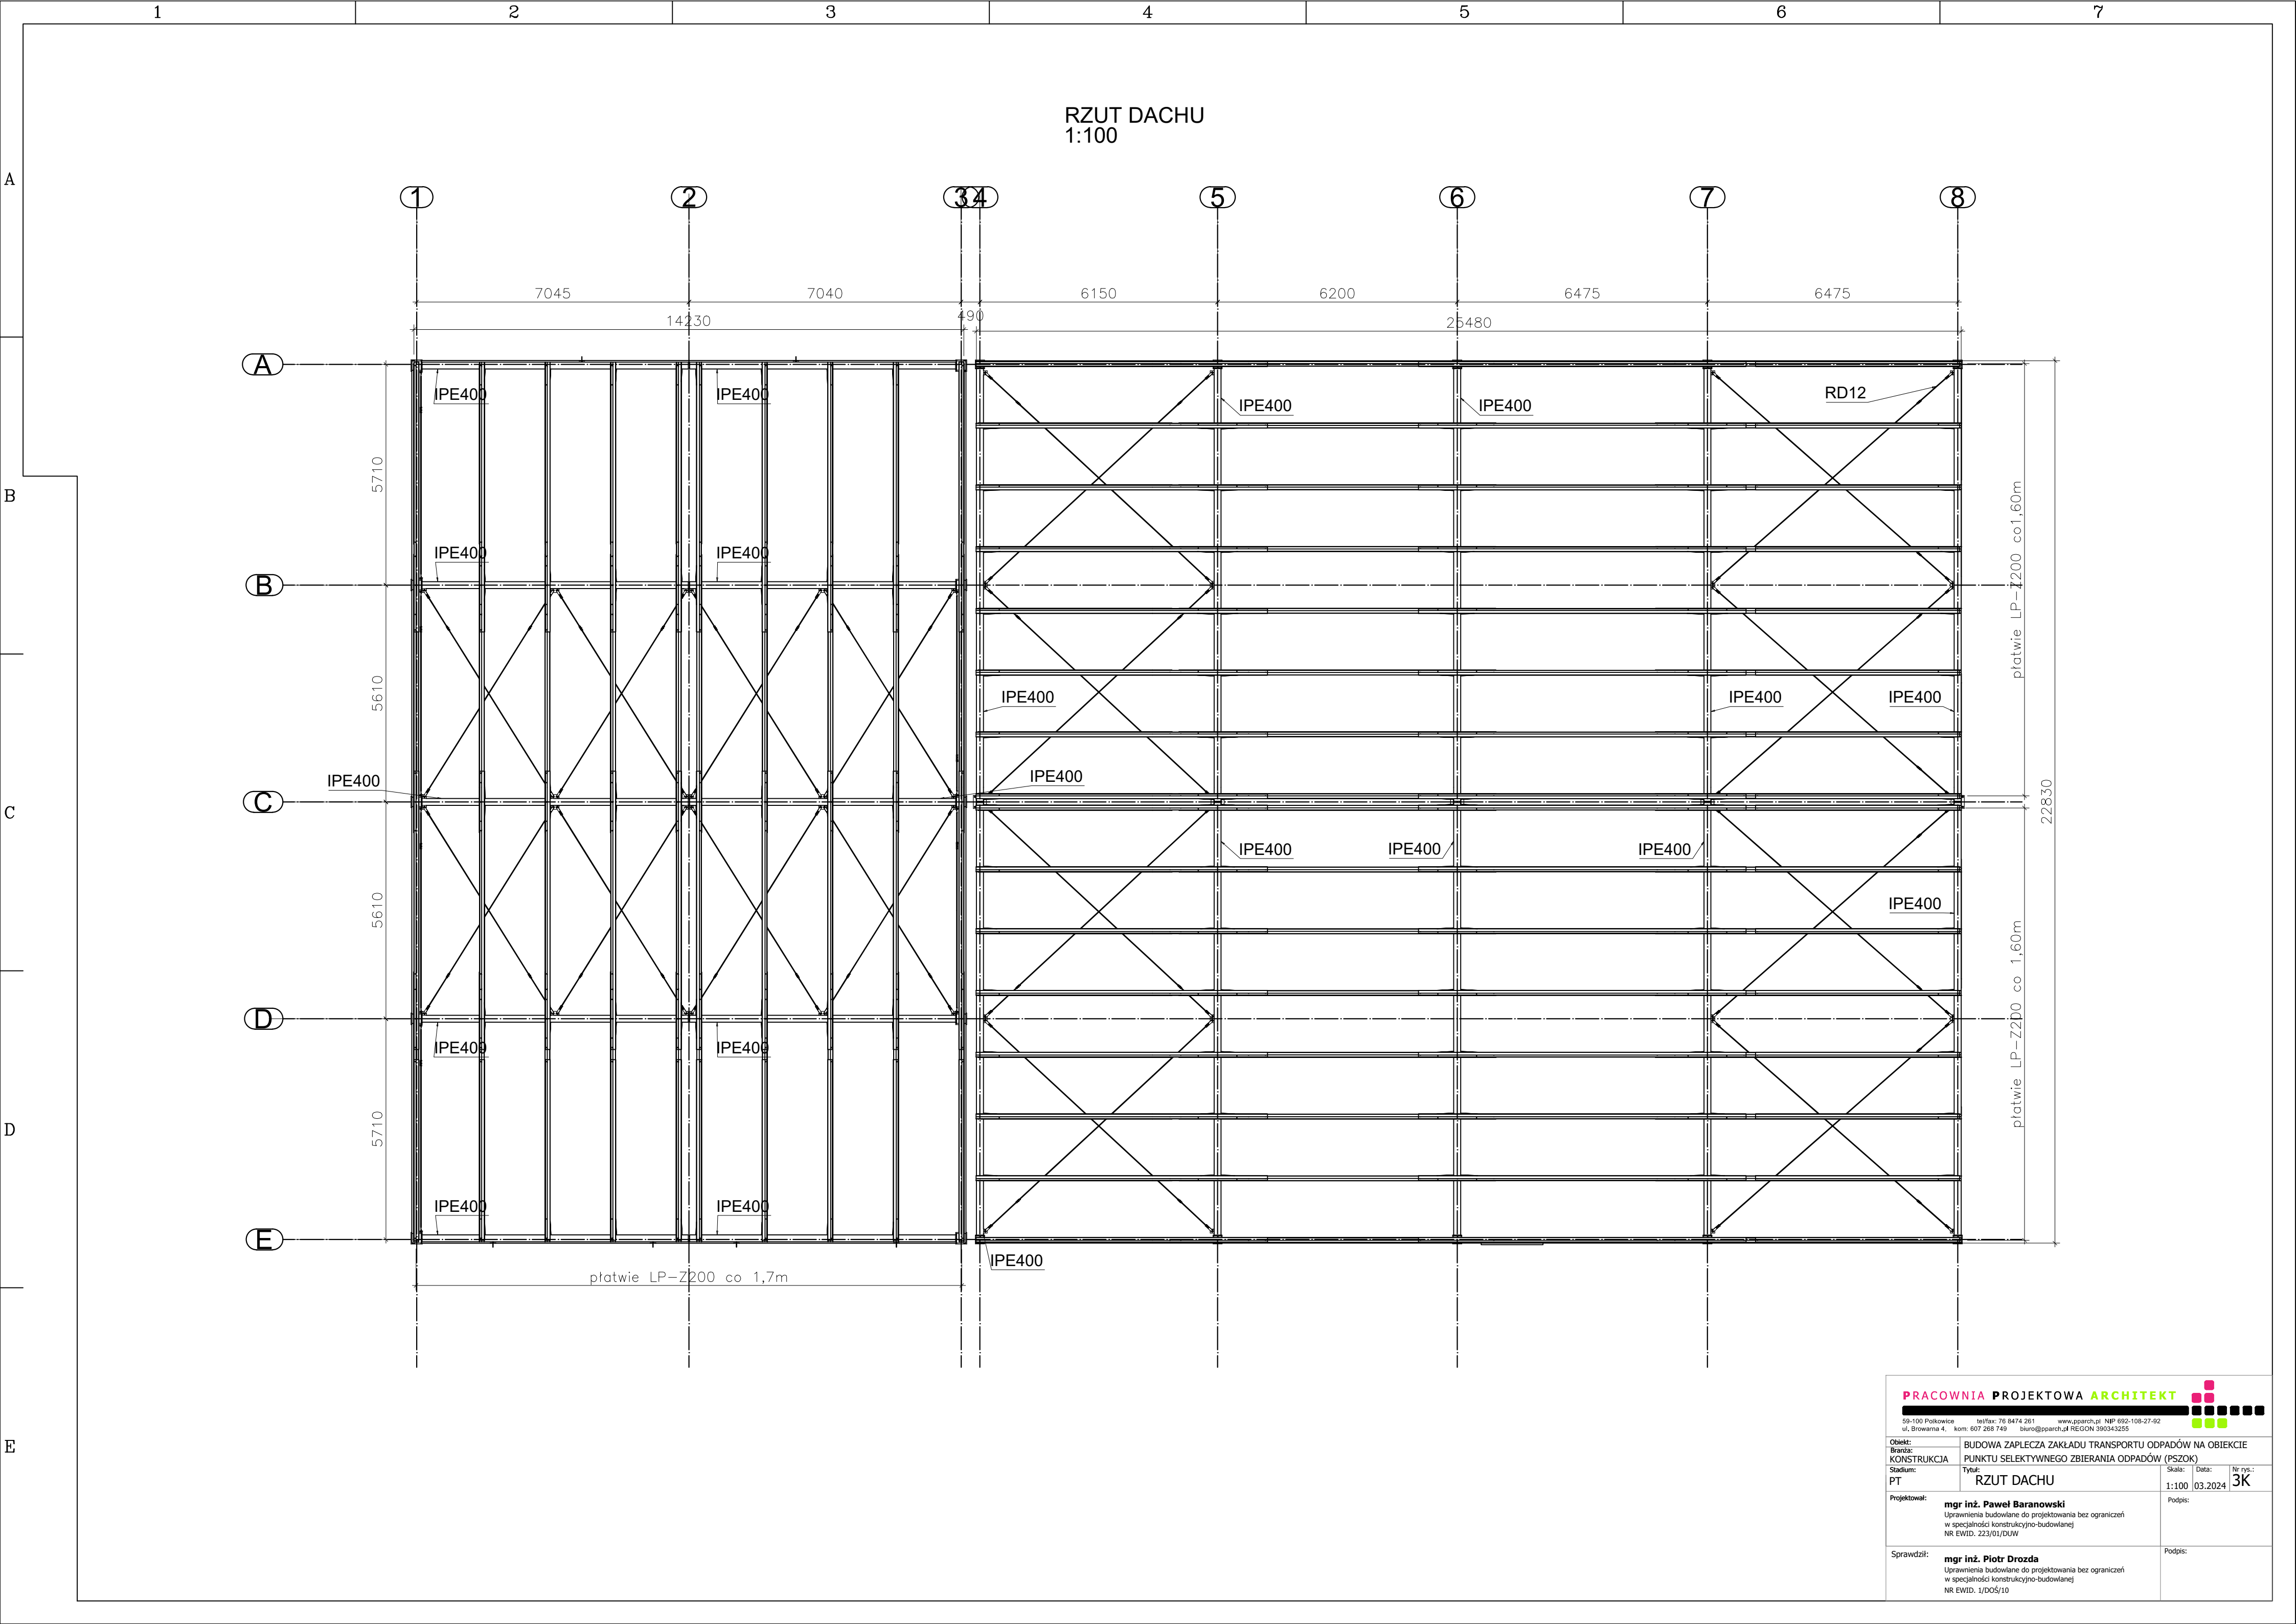 1 2 3 4 5 6 7
RZUT DACHU
1:100
A
1 2 3 4 5 6 7 8
7045 7040 6150 6200 6475 6475
14230 490 25480
A
IPE400 IPE400 IPE400 IPE400 RD12
5710
B
płatwie LP-Z200 co1,60m
IPE400 IPE400
B
5610
IPE400 IPE400 IPE400
IPE400 IPE400
C
C
22830
IPE400 IPE400 IPE400
5610
IPE400
płatwie LP-Z200 co 1,60m
D
IPE400 IPE400
5710
D
IPE400 IPE400
E
IPE400
płatwie LP-Z200 co 1,7m
E
PRACOWNIA PROJEKTOWA ARCHITEKT
59-100 Polkowice tel/fax: 76 8474 261 www.pparch.pl NIP 692-108-27-92
ul. Browarna 4, kom: 607 268 749 biuro@pparch.pl REGON 390343255
Obiekt:
BUDOWA ZAPLECZA ZAKŁADU TRANSPORTU ODPADÓW NA OBIEKCIE
Branża:
KONSTRUKCJA PUNKTU SELEKTYWNEGO ZBIERANIA ODPADÓW (PSZOK)
Stadium: Tytuł: Skala: Data: Nr rys.:
PT RZUT DACHU 1:100 03.2024 3K
Projektował: Podpis:
mgr inż. Paweł Baranowski
Uprawnienia budowlane do projektowania bez ograniczeń
w specjalności konstrukcyjno-budowlanej
NR EWID. 223/01/DUW
Sprawdził: Podpis:
mgr inż. Piotr Drozda
Uprawnienia budowlane do projektowania bez ograniczeń
w specjalności konstrukcyjno-budowlanej
NR EWID. 1/DOŚ/10